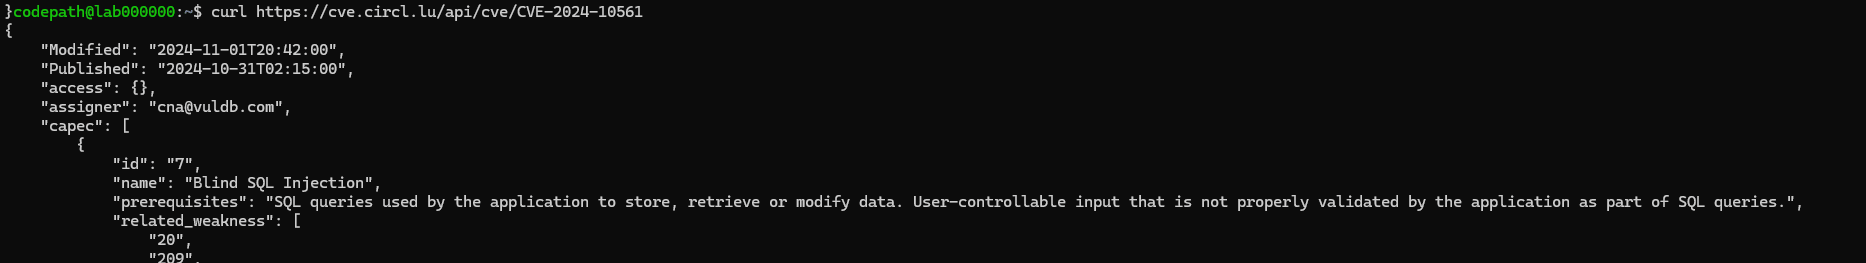 }codepath@lab000000:~$ curl https://cve.circl.lu/api/cve/CVE-2024-10561
{
    "Modified": "2024-11-01T20:42:00",
    "Published": "2024-10-31T02:15:00",
    "access": {},
    "assigner": "cna@vuldb.com",
    "capec": [
        {
            "id": "7",
            "name": "Blind SQL Injection",
            "prerequisites": "SQL queries used by the application to store, retrieve or modify data. User-controllable input that is not properly validated by the application as part of SQL queries.",
            "related_weakness": [
                "20",
                "209",